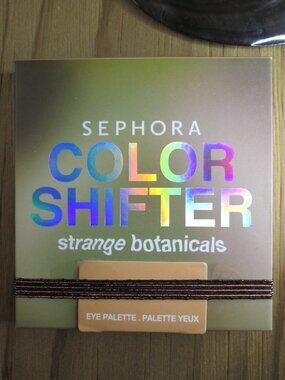 SEPHORA
COLOR
SHIFTER
strange botanicals
EYE PALETTE . PALETTE YEUX